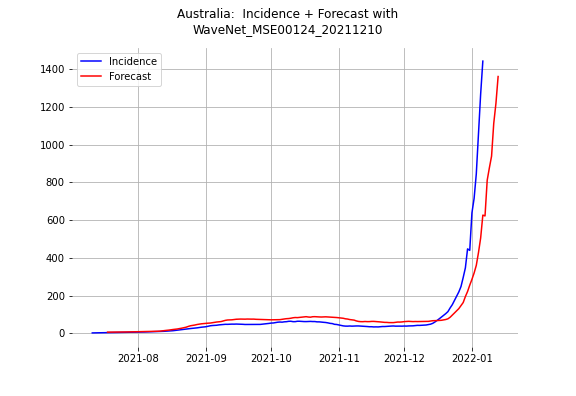 Australia:  Incidence + Forecast with
WaveNet_MSE00124_20211210
Incidence
Forecast
1400
1200
1000
800
600
400
200
0
2021-08 2021-09 2021-10 2021-11 2021-12 2022-01